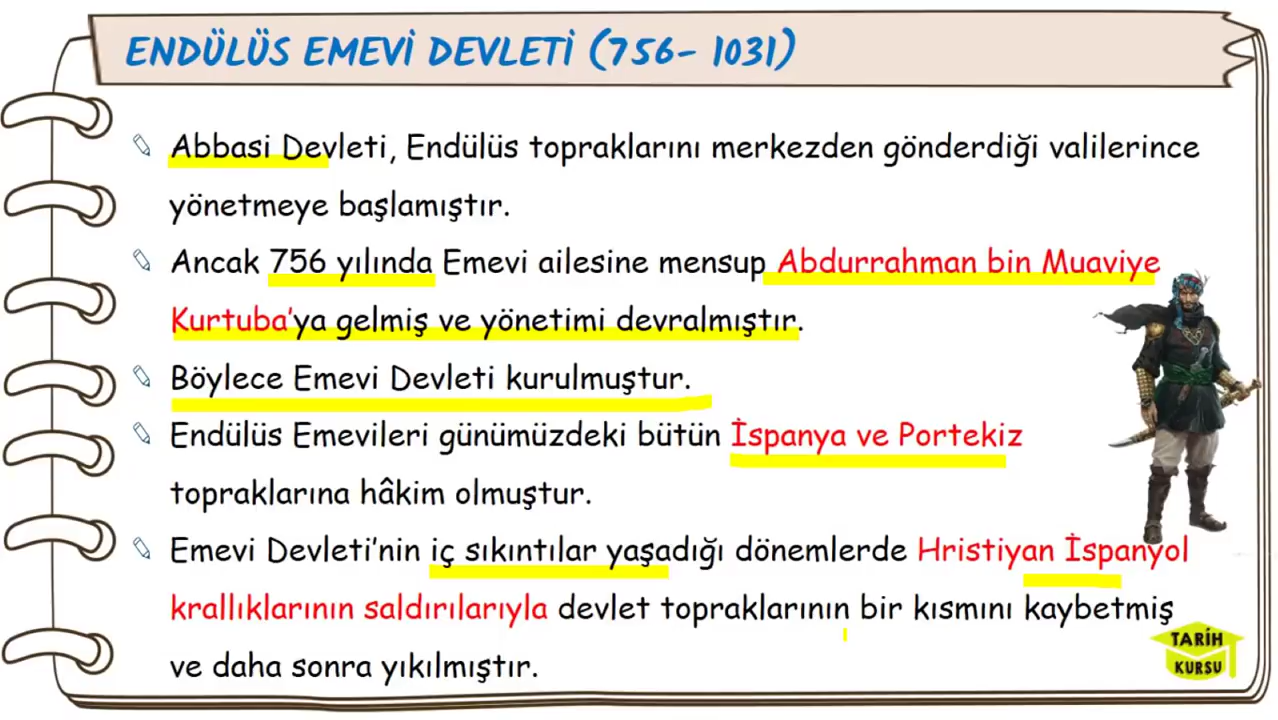 ENDÜLÜS EMEVİ DEVLETİ (756- 1031)
Abbasi Devleti, Endülüs topraklarını merkezden gönderdiği valilerince
yönetmeye başlamıştır.
Ancak 756 yılında Emevi ailesine mensup Abdurrahman bin Muaviye
Kurtuba'ya gelmiş ve yönetimi devralmıştır.
Böylece Emevi Devleti kurulmuştur.
Endülüs Emevileri günümüzdeki bütün İspanya ve Portekiz
topraklarına hâkim olmuştur.
Emevi Devleti'nin iç sıkıntılar yaşadığı dönemlerde Hristiyan İspanyol
krallıklarının saldırılarıyla devlet topraklarının bir kısmını kaybetmiş
ve daha sonra yıkılmıştır.
TARİH
KURSU